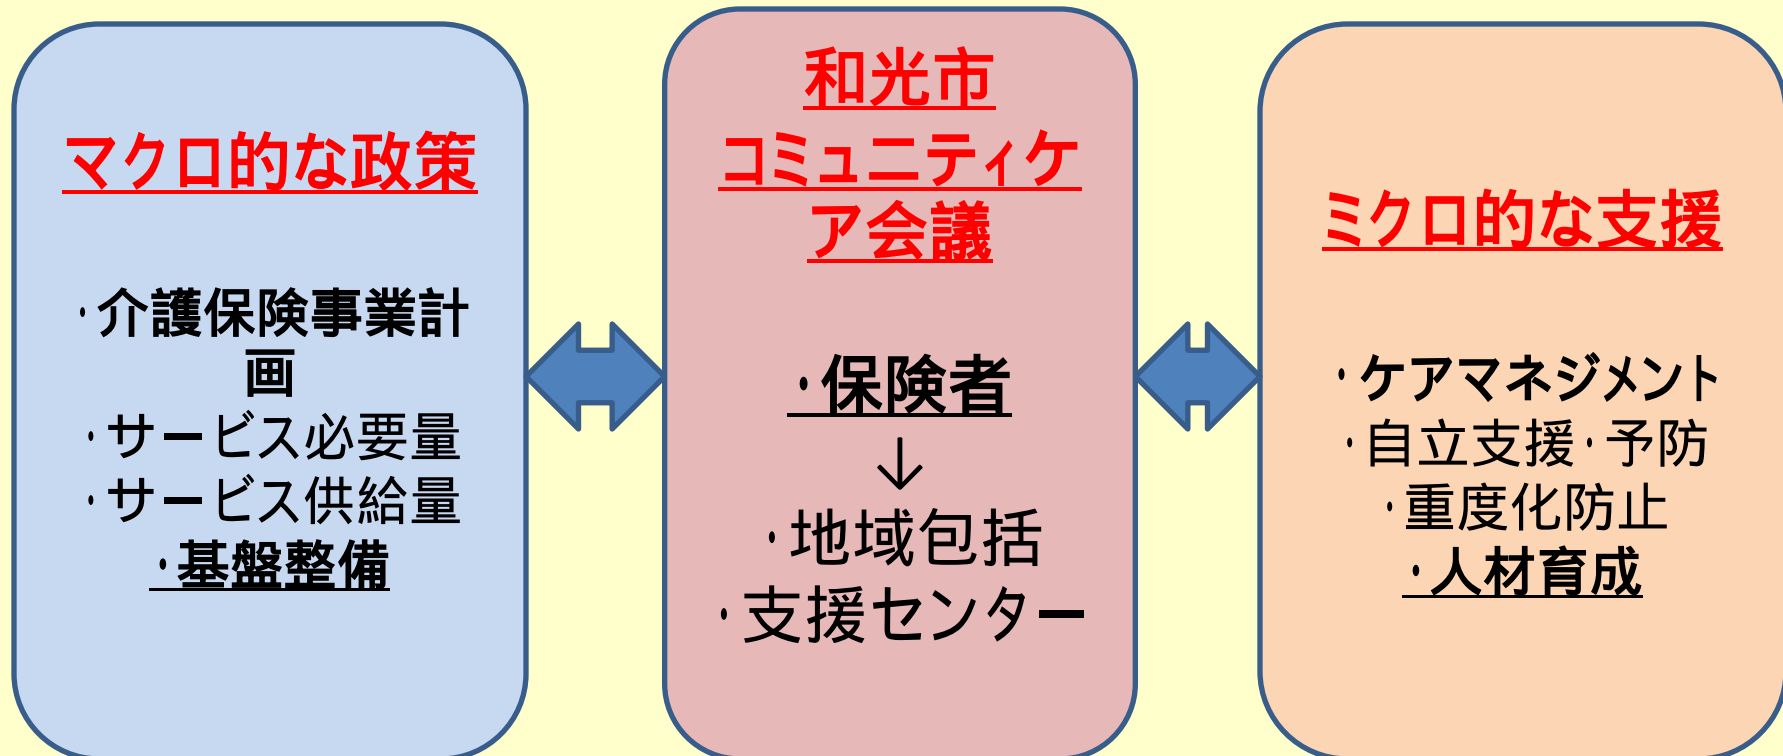 マクロ的な政策
・介護保険事業計
画
・サービス必要量
・サービス供給量
・基盤整備
和光市
コミュニティケ
ア会議
・保険者
↓
・地域包括
・支援センター
ミクロ的な支援
・ケアマネジメント
・自立支援・予防
・重度化防止
・人材育成